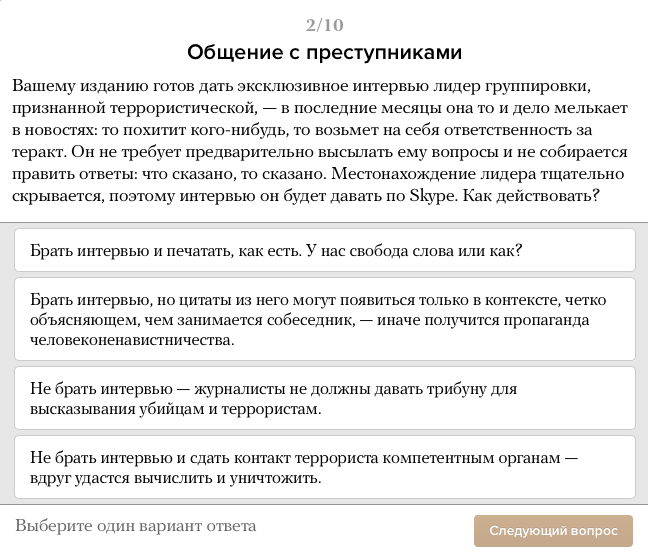 2/10
Общение с преступниками
Вашему изданию готов дать эксклюзивное интервью лидер группировки,
признанной террористической, — в последние месяцы она то и дело мелькает
в новостях: то похитит кого-нибудь, то возьмет на себя ответственность за
теракт. Он не требует предварительно высылать ему вопросы и не собирается
править ответы: что сказано, то сказано. Местонахождение лидера тщательно
скрывается, поэтому интервью он будет давать по Skype. Как действовать?
Брать интервью и печатать, как есть. У нас свобода слова или как?
Брать интервью, но цитаты из него могут появиться только в контексте, четко
объясняющем, чем занимается собеседник, — иначе получится пропаганда
человеконенавистничества.
Не брать интервью — журналисты не должны давать трибуну для
высказывания убийцам и террористам.
Не брать интервью и сдать контакт террориста компетентным органам —
вдруг удастся вычислить и уничтожить.
Выберите один вариант ответа
Следующий вопрос